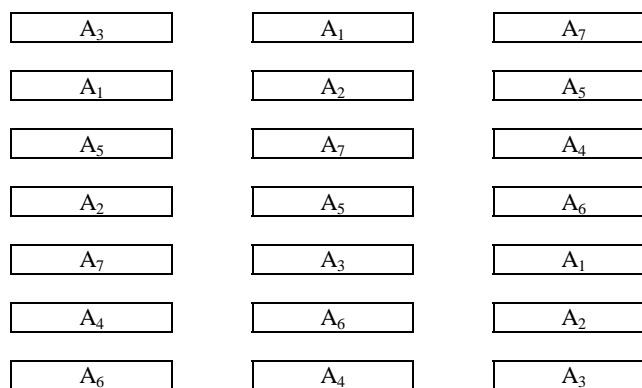 A₃ A₁ A₇
A₁ A₂ A₅
A₅ A₇ A₄
A₂ A₅ A₆
A₇ A₃ A₁
A₄ A₆ A₂
A₆ A₄ A₃